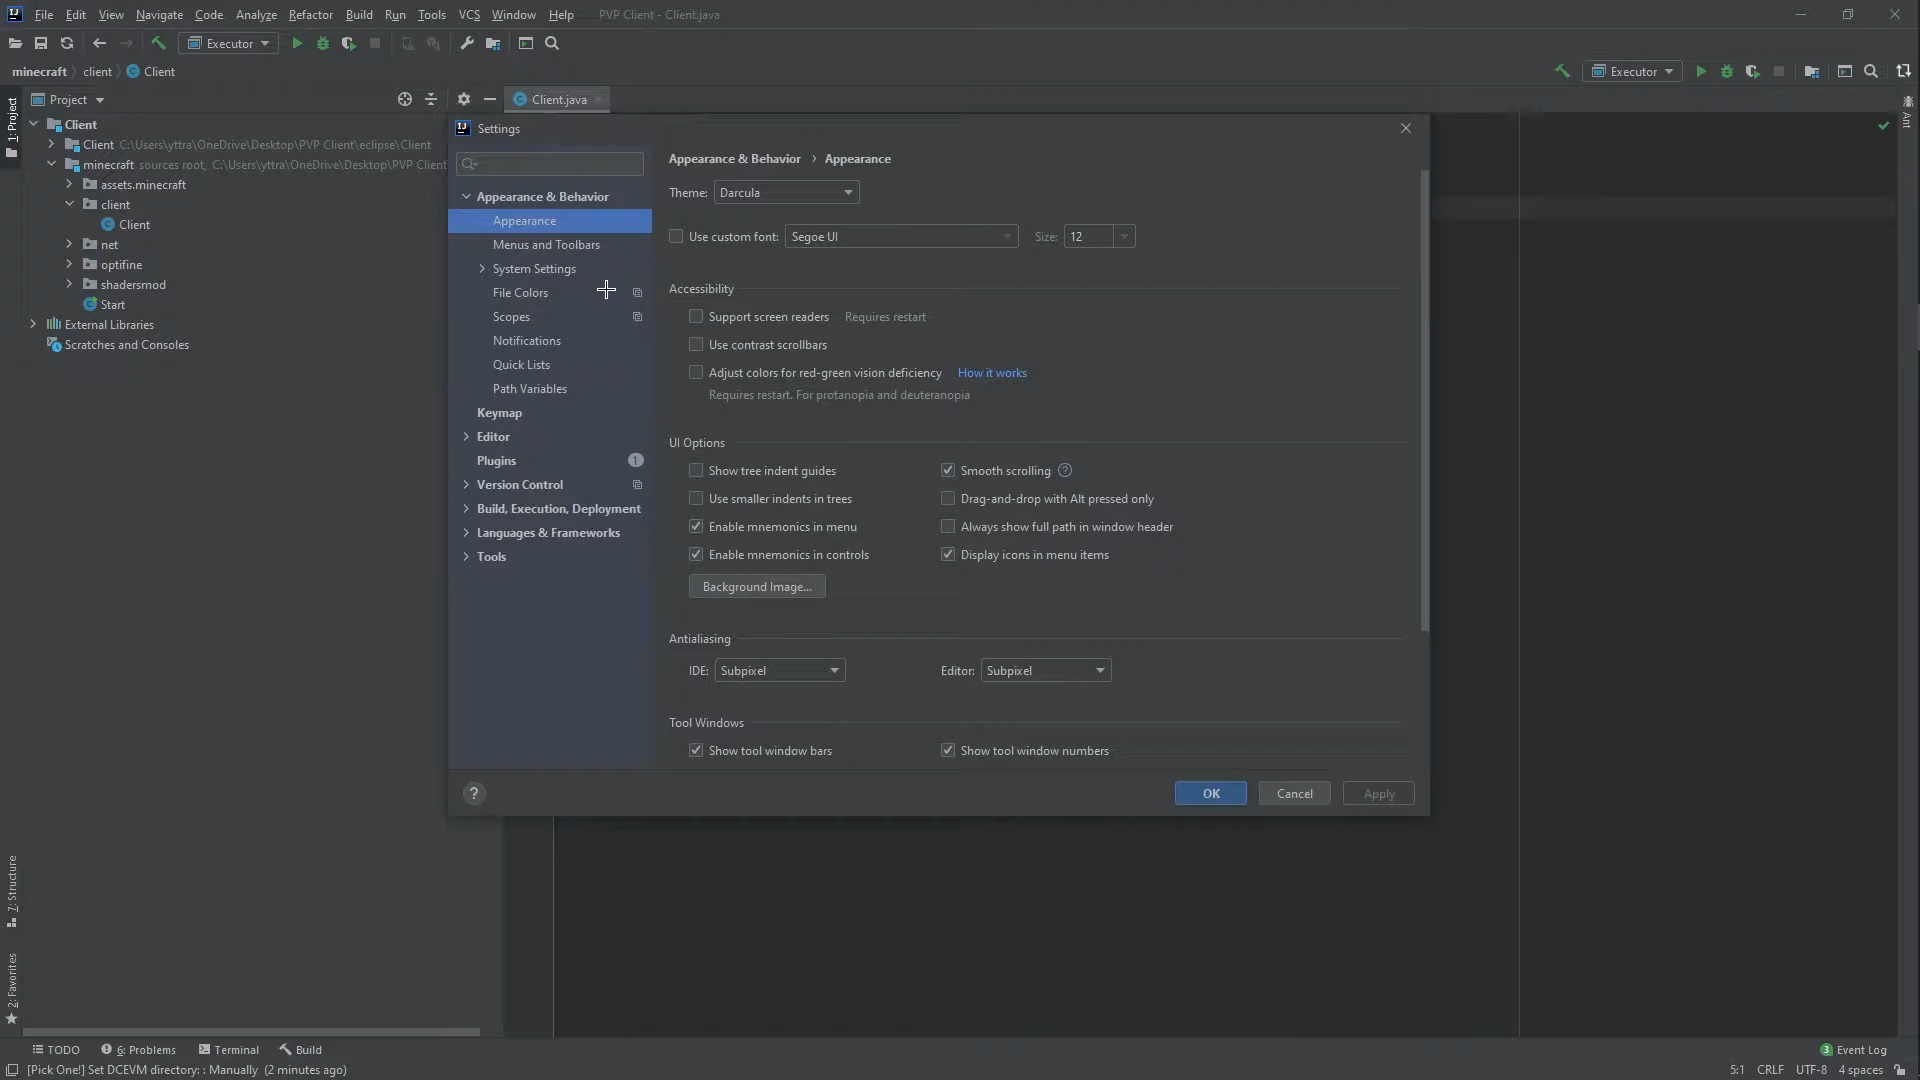 File Edit View Navigate Code Analyze Refactor Build Run Tools VCS Window Help PVP Client - Client.java
Executor
minecraft client Client
Executor
Project
Client.java
1: Project
Ant
Client
Client C:\Users\yttra\OneDrive\Desktop\PVP Client\eclipse\Client
minecraft sources root, C:\Users\yttra\OneDrive\Desktop\PVP Client
assets.minecraft
client
Client
net
optifine
shadersmod
Start
External Libraries
Scratches and Consoles
Settings
Appearance & Behavior
Appearance
Menus and Toolbars
System Settings
File Colors
Scopes
Notifications
Quick Lists
Path Variables
Keymap
Editor
Plugins 1
Version Control
Build, Execution, Deployment
Languages & Frameworks
Tools
Appearance & Behavior › Appearance
Theme: Darcula
Use custom font: Segoe UI Size: 12
Accessibility
Support screen readers Requires restart
Use contrast scrollbars
Adjust colors for red-green vision deficiency How it works
Requires restart. For protanopia and deuteranopia
UI Options
Show tree indent guides Smooth scrolling ?
Use smaller indents in trees Drag-and-drop with Alt pressed only
Enable mnemonics in menu Always show full path in window header
Enable mnemonics in controls Display icons in menu items
Background Image...
Antialiasing
IDE: Subpixel Editor: Subpixel
Tool Windows
Show tool window bars Show tool window numbers
? OK Cancel Apply
7: Structure
2: Favorites
TODO 6: Problems Terminal Build 3 Event Log
[Pick One!] Set DCEVM directory: : Manually (2 minutes ago) 5:1 CRLF UTF-8 4 spaces